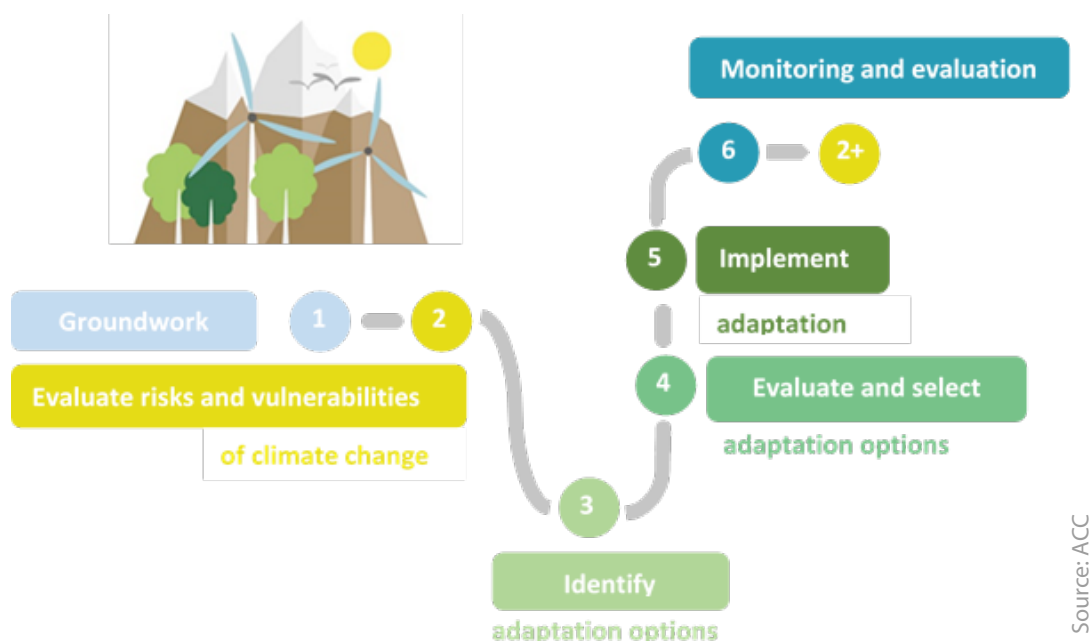 Monitoring and evaluation
6
2+
5
Implement
adaptation
Groundwork
1
2
4
Evaluate and select
adaptation options
Evaluate risks and vulnerabilities
of climate change
3
Identify
adaptation options
Source: ACC